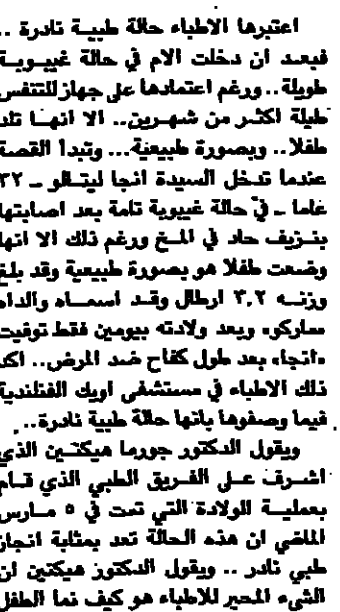 اعتبرها الاطباء حالة طبية نادرة ..
فبعد ان دخلت الام في حالة غيبوبة
طويلة.. ورغم اعتمادها على جهاز للتنفس
طيلة اكثر من شهرين.. الا انها تلد
طفلا.. وبصورة طبيعية... وتبدا القصة
عندما تدخل السيدة انجا ليتالو ـ ٣٢
عاما ـ في حالة غيبوبة تامة بعد اصابتها
بنزيف حاد في المخ ورغم ذلك الا انها
وضعت طفلا هو بصورة طبيعية وقد بلغ
وزنه ٣,٢ ارطال وقد اسماه والداه
«ماركو» وبعد ولادته بيومين فقط توفيت
«انجا» بعد طول كفاح ضد المرض.. اكد
ذلك الاطباء في مستشفى اويك الفنلندية
فيما وصفوها بانها حالة طبية نادرة..
ويقول الدكتور جورما هيكتين الذي
اشرف على الفريق الطبي الذي قام
بعملية الولادة التي تمت في ٥ مارس
الماضي ان هذه الحالة تعد بمثابة انجاز
طبي نادر .. ويقول الدكتور هيكتين ان
الشيء المحير للاطباء هو كيف نما الطفل